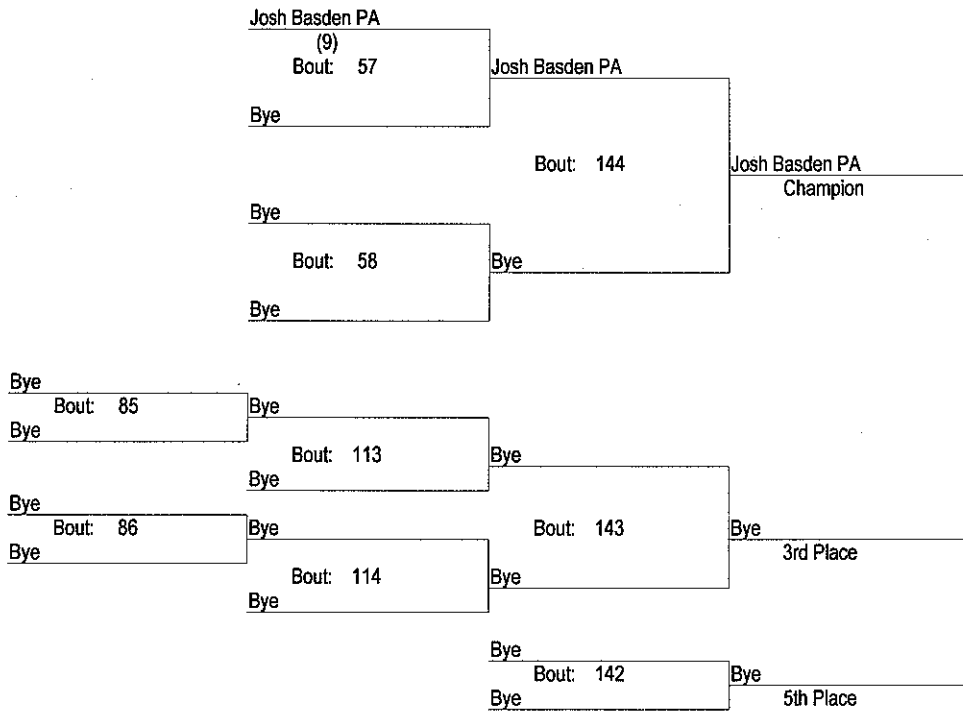 Josh Basden PA
(9)
Bout: 57
Josh Basden PA
Bye
Bout: 144
Josh Basden PA
Champion
Bye
Bout: 58
Bye
Bye
Bye
Bout: 85
Bye
Bye
Bout: 113
Bye
Bye
Bye
Bout: 86
Bye
Bye
Bout: 143
Bye
3rd Place
Bout: 114
Bye
Bye
Bye
Bout: 142
Bye
Bye
5th Place